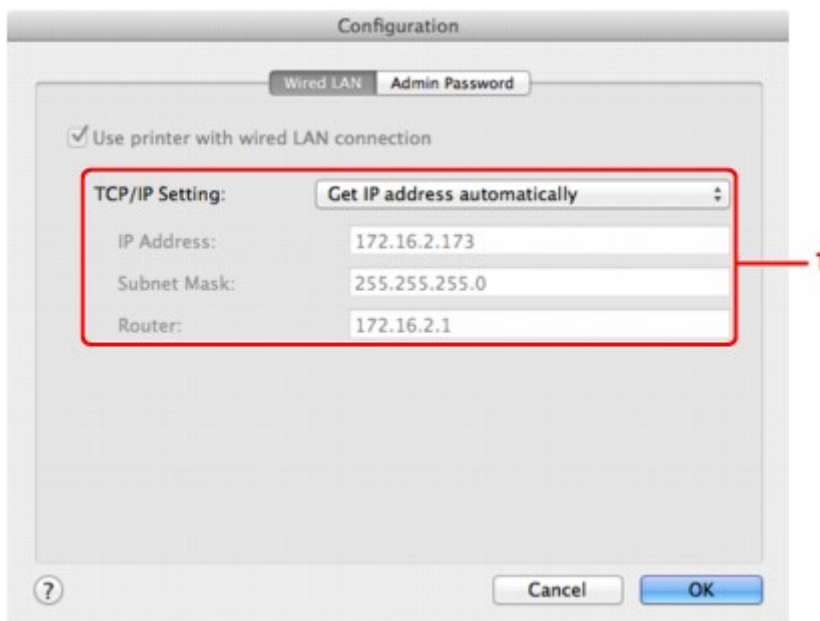 Configuration
Wired LAN Admin Password
Use printer with wired LAN connection
TCP/IP Setting: Get IP address automatically
IP Address: 172.16.2.173
Subnet Mask: 255.255.255.0
Router: 172.16.2.1
? Cancel OK